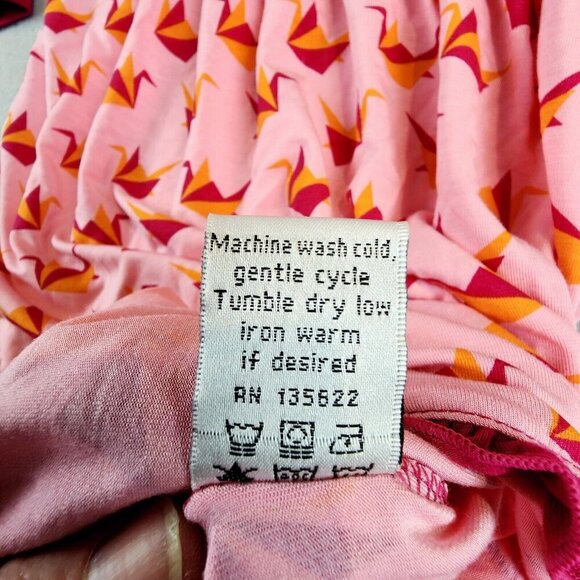 Machine wash cold,
gentle cycle
Tumble dry low
iron warm
if desired
RN 135822